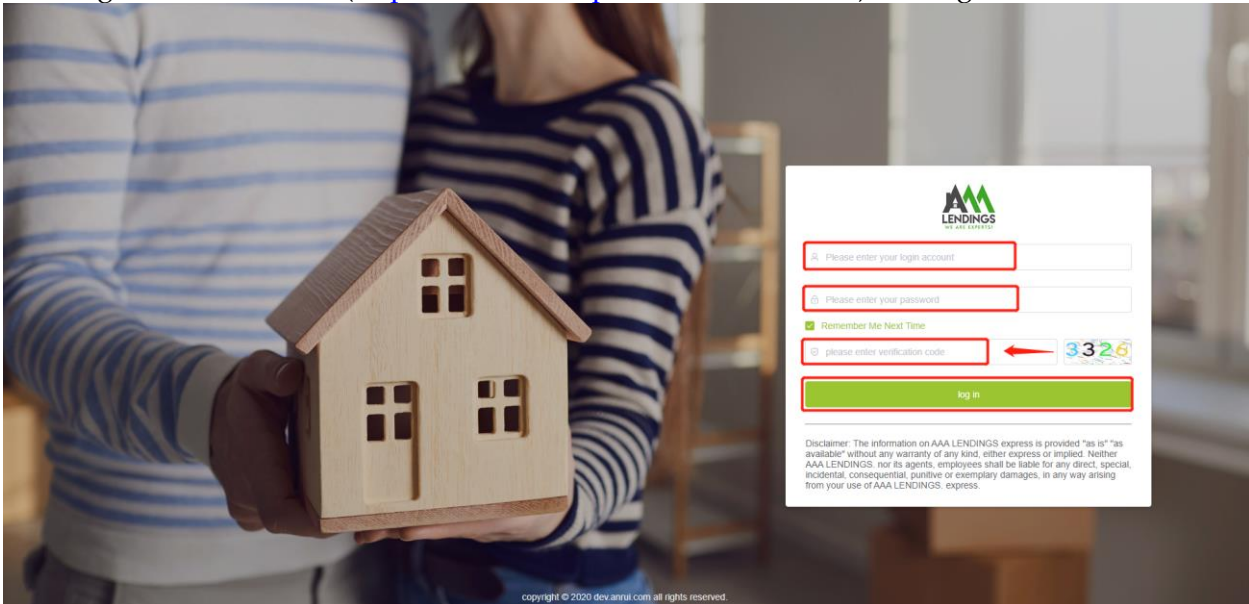 AAA
LENDINGS
WE ARE EXPERTS!
Please enter your login account
Please enter your password
Remember Me Next Time
please enter verification code
3326
log in
Disclaimer: The information on AAA LENDINGS express is provided "as is" "as
available" without any warranty of any kind, either express or implied. Neither
AAA LENDINGS. nor its agents, employees shall be liable for any direct, special,
incidental, consequential, punitive or exemplary damages, in any way arising
from your use of AAA LENDINGS. express.
copyright © 2020 dev.anrui.com all rights reserved.